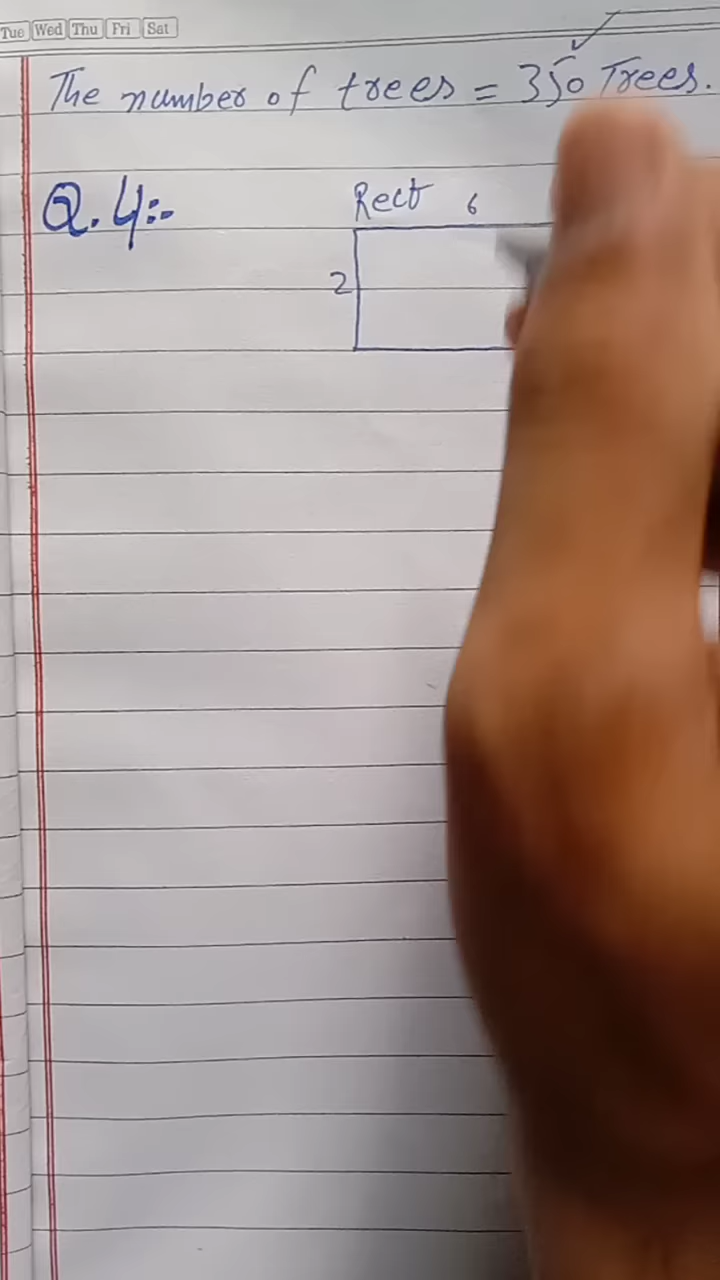 Tue Wed Thu Fri Sat
The number of trees = 350 Trees.
Q.4:-
Rect 6
2